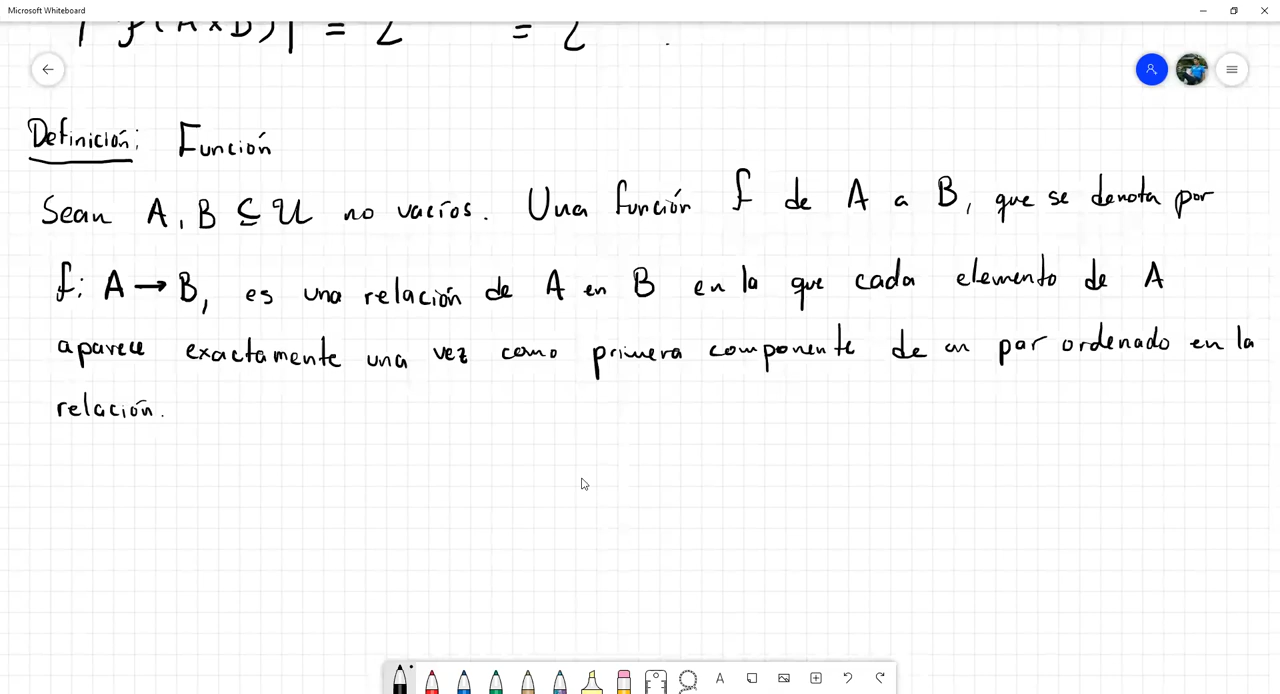 Microsoft Whiteboard
| P(A×B)| = 2 = 2
Definición: Función
Sean A, B ⊆ U no vacíos. Una función f de A a B, que se denota por
f: A → B, es una relación de A en B en la que cada elemento de A
aparece exactamente una vez como primera componente de un par ordenado en la
relación.
A